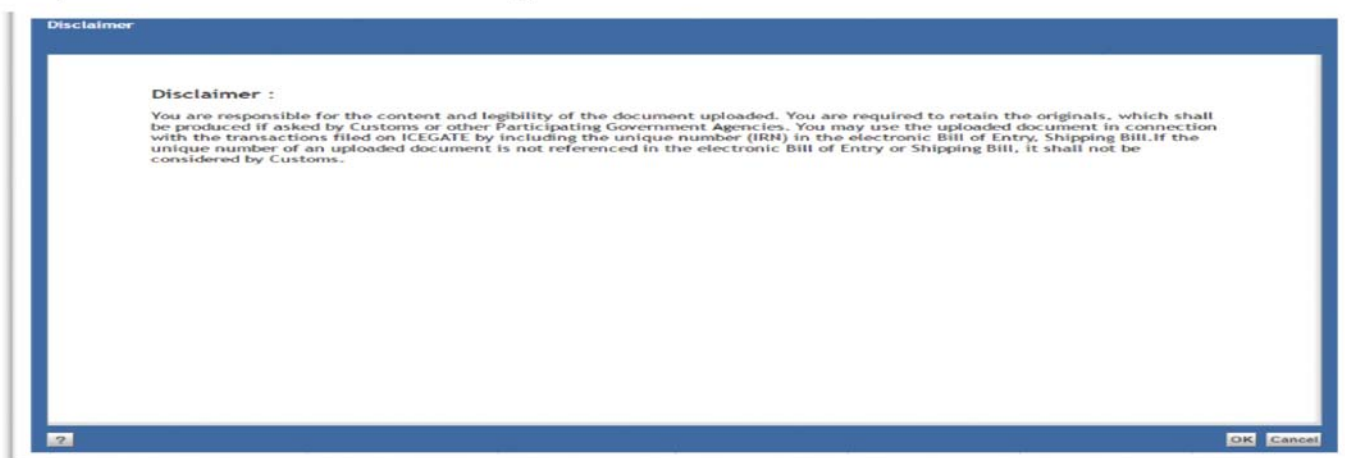 Disclaimer
Disclaimer :
You are responsible for the content and legibility of the document uploaded. You are required to retain the originals, which shall
be produced if asked by Customs or other Participating Government Agencies. You may use the uploaded document in connection
with the transactions filed on ICEGATE by including the unique number (IRN) in the electronic Bill of Entry, Shipping Bill.If the
unique number of an uploaded document is not referenced in the electronic Bill of Entry or Shipping Bill, it shall not be
considered by Customs.
? OK Cancel